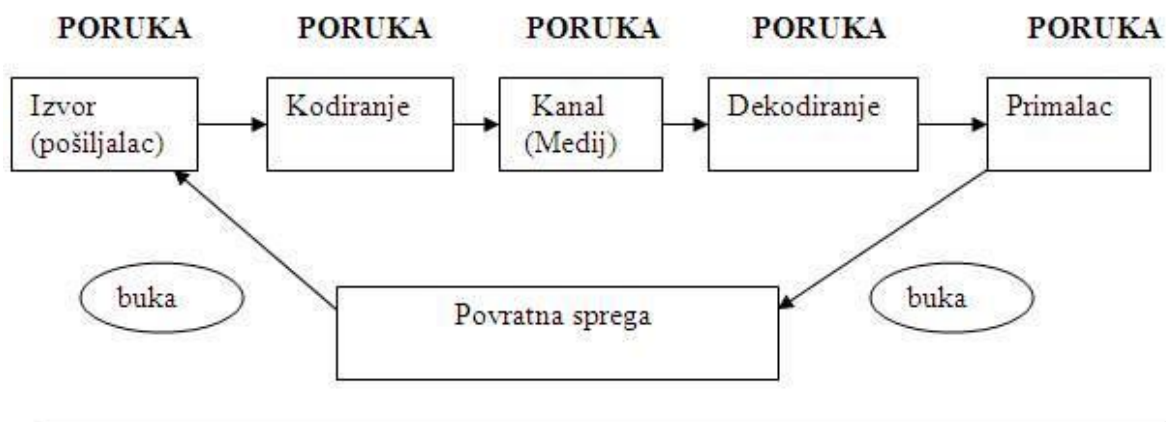 PORUKA PORUKA PORUKA PORUKA PORUKA
Izvor
(pošiljalac)
Kodiranje
Kanal
(Medij)
Dekodiranje
Primalac
buka
Povratna sprega
buka